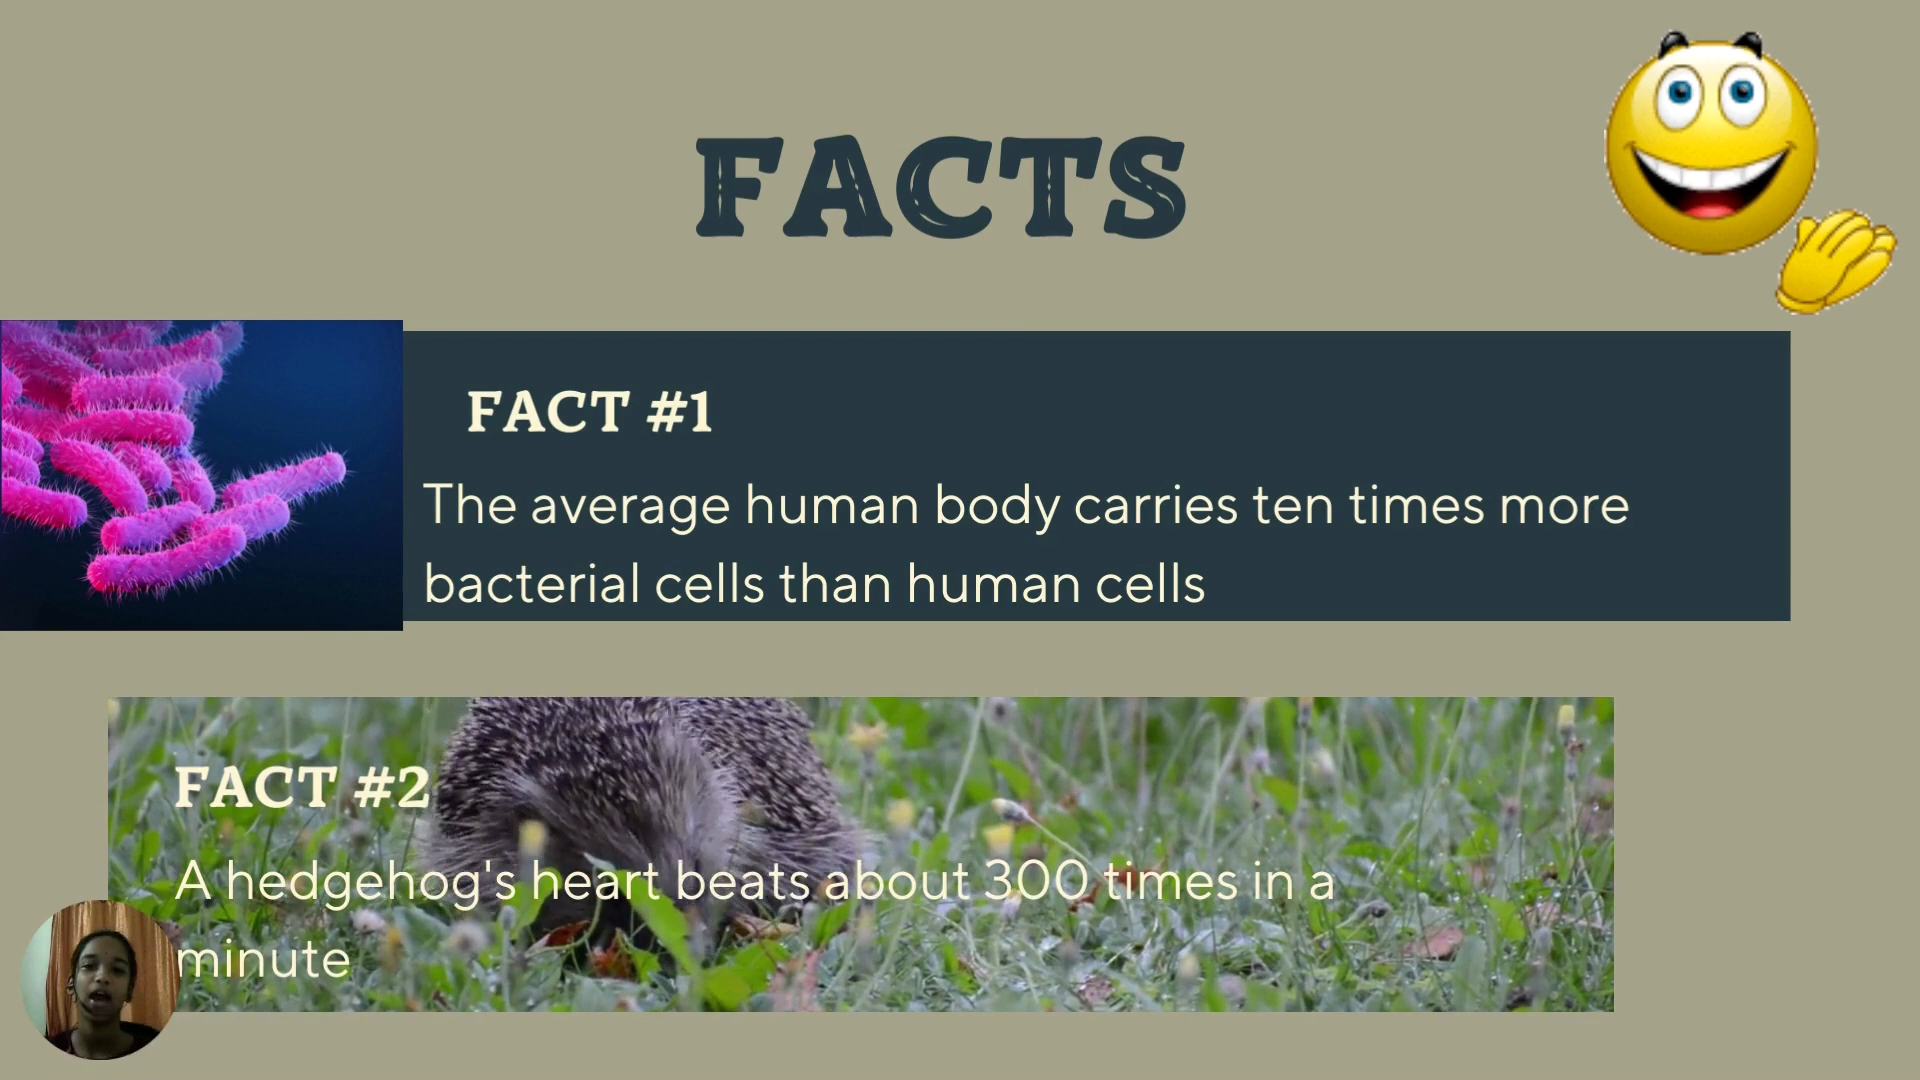 FACTS
FACT #1
The average human body carries ten times more
bacterial cells than human cells
FACT #2
A hedgehog's heart beats about 300 times in a
minute